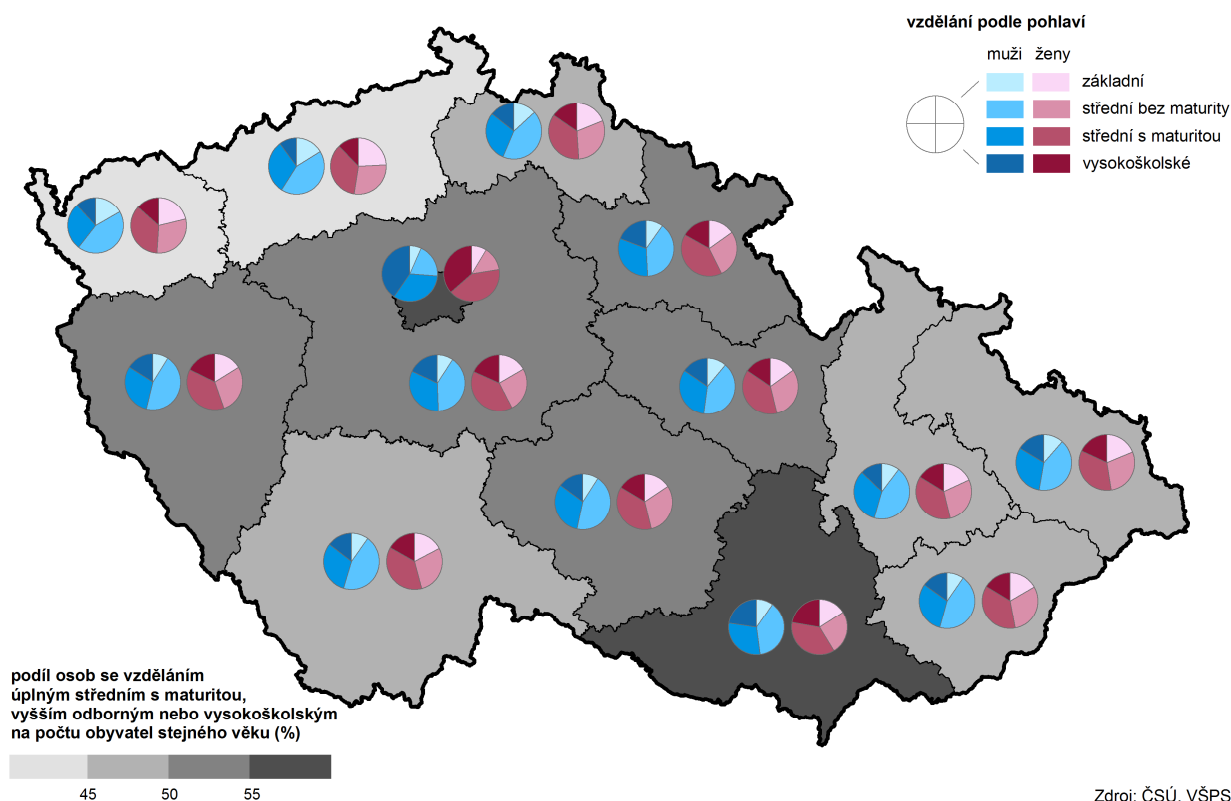 vzdělání podle pohlaví
muži ženy
základní
střední bez maturity
střední s maturitou
vysokoškolské
podíl osob se vzděláním
úplným středním s maturitou,
vyšším odborným nebo vysokoškolským
na počtu obyvatel stejného věku (%)
45 50 55
Zdroj: ČSÚ, VŠPS